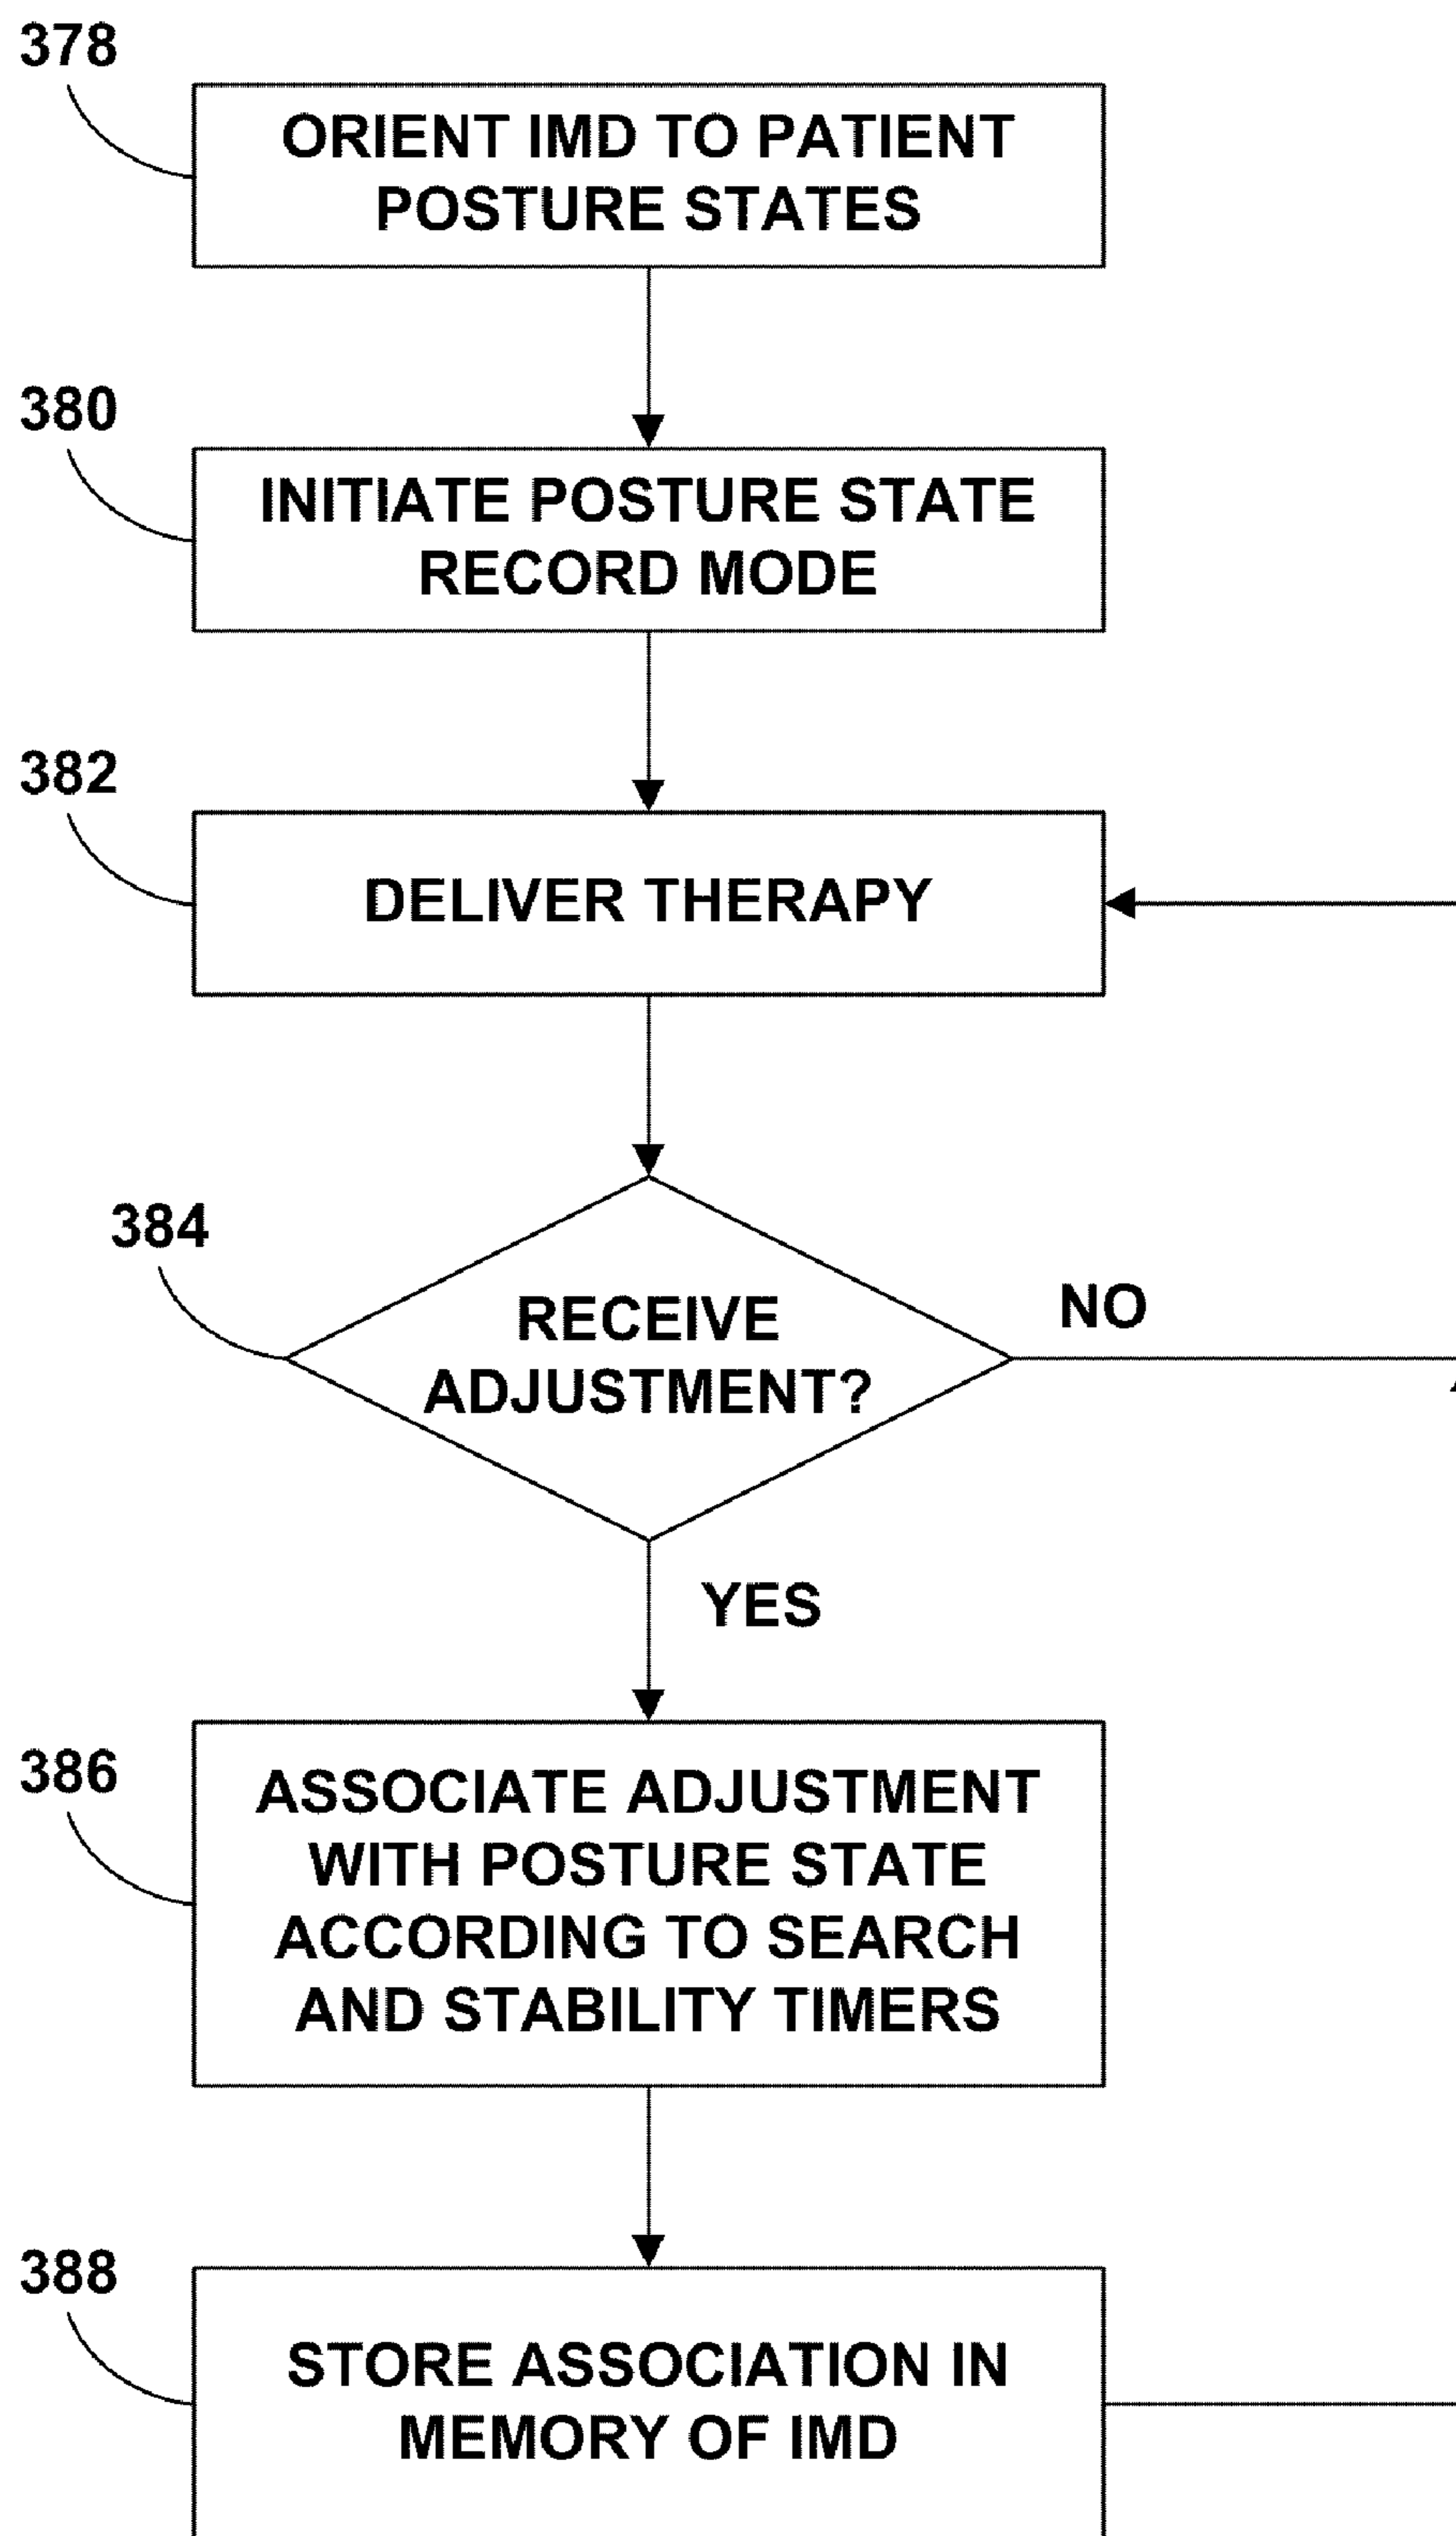 378
ORIENT IMD TO PATIENT
POSTURE STATES
380
INITIATE POSTURE STATE
RECORD MODE
382
DELIVER THERAPY
384
RECEIVE
ADJUSTMENT?
NO
YES
386
ASSOCIATE ADJUSTMENT
WITH POSTURE STATE
ACCORDING TO SEARCH
AND STABILITY TIMERS
388
STORE ASSOCIATION IN
MEMORY OF IMD